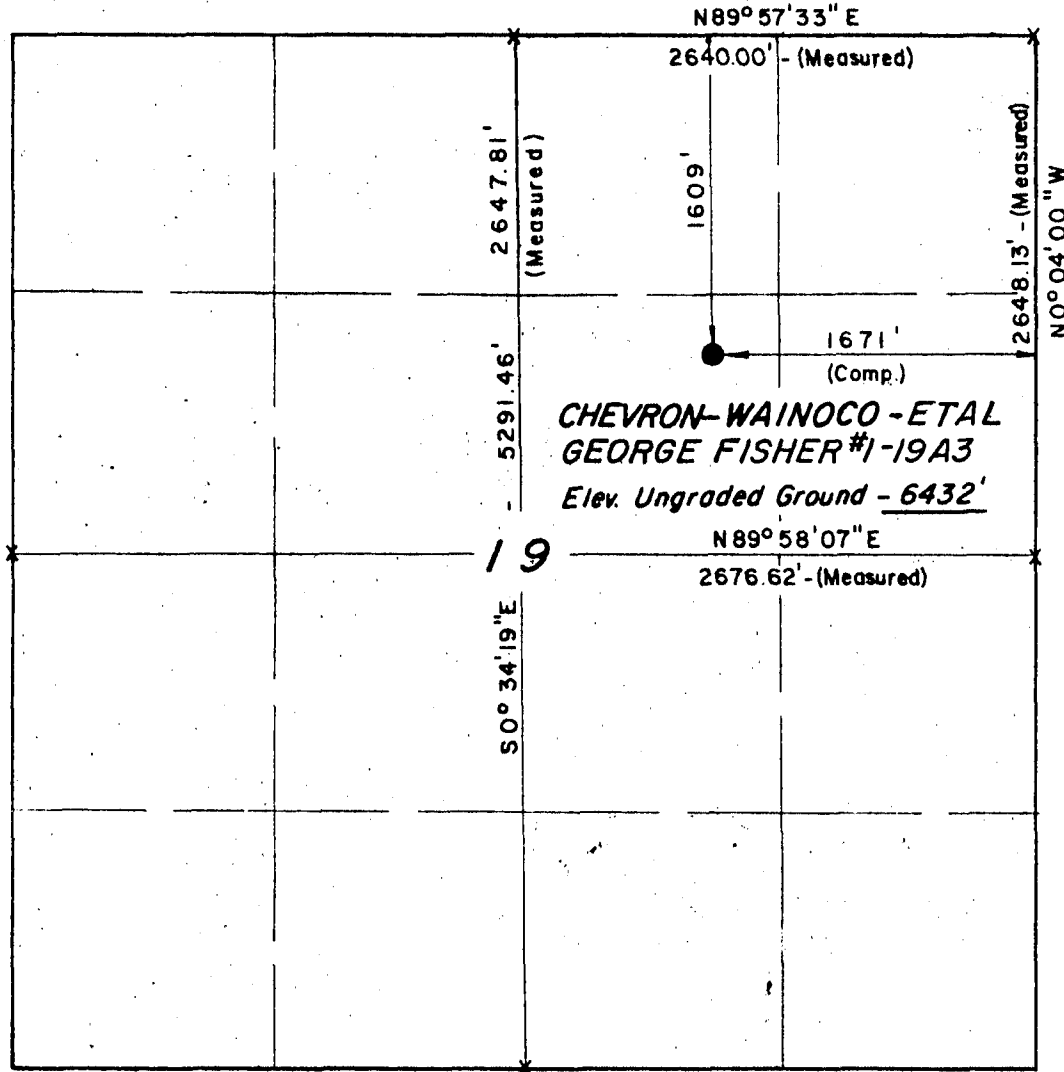 N89°57'33" E
2640.00' - (Measured)
2647.81'
(Measured)
1609'
2648.13' - (Measured)
N0°04'00" W
1671'
(Comp.)
5291.46' -
CHEVRON-WAINOCO-ETAL
GEORGE FISHER #1-19A3
Elev. Ungraded Ground - 6432'
N89°58'07" E
19
2676.62' - (Measured)
S0°34'19" E